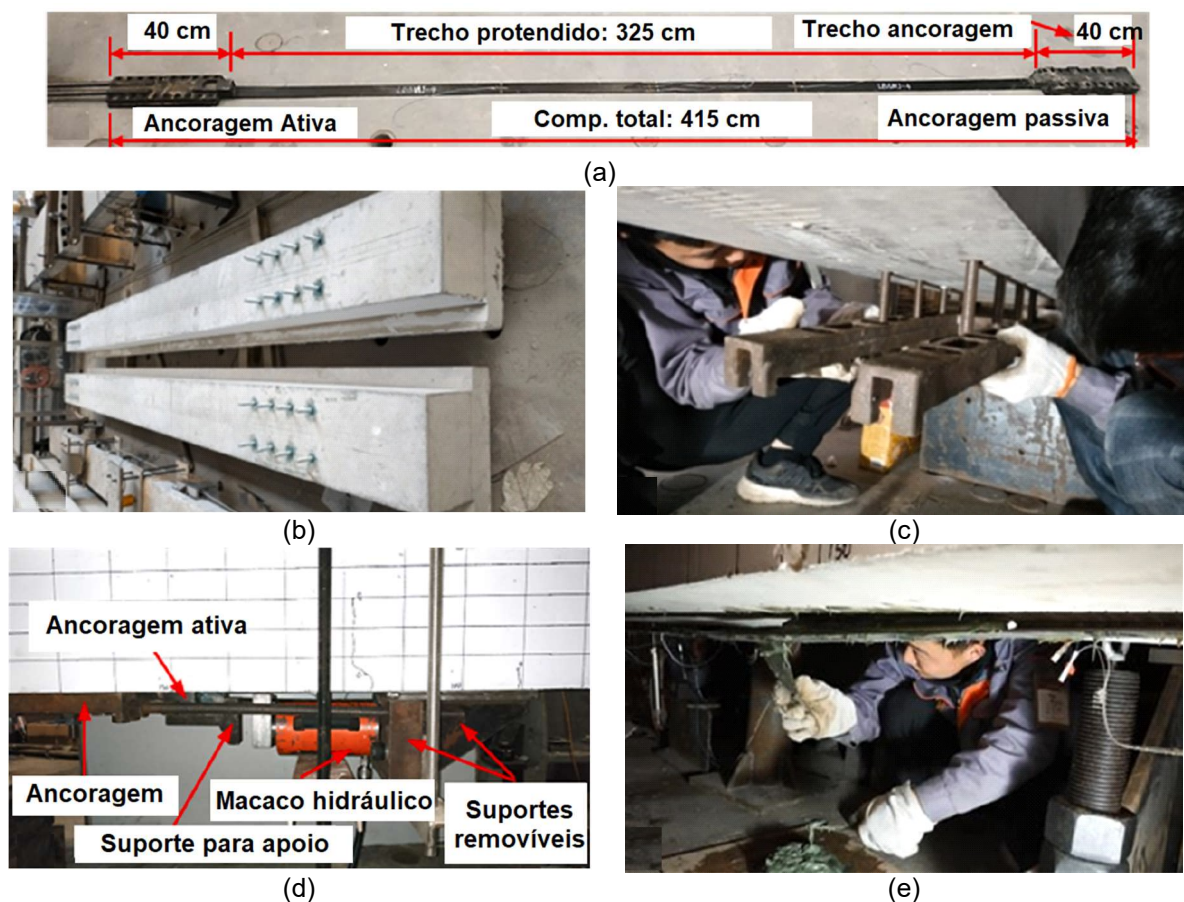 40 cm
Trecho protendido: 325 cm
Trecho ancoragem
40 cm
Ancoragem Ativa
Comp. total: 415 cm
Ancoragem passiva
(a)
(b)
(c)
Ancoragem ativa
Ancoragem
Suporte para apoio
Macaco hidráulico
Suportes
removíveis
150
(d)
(e)